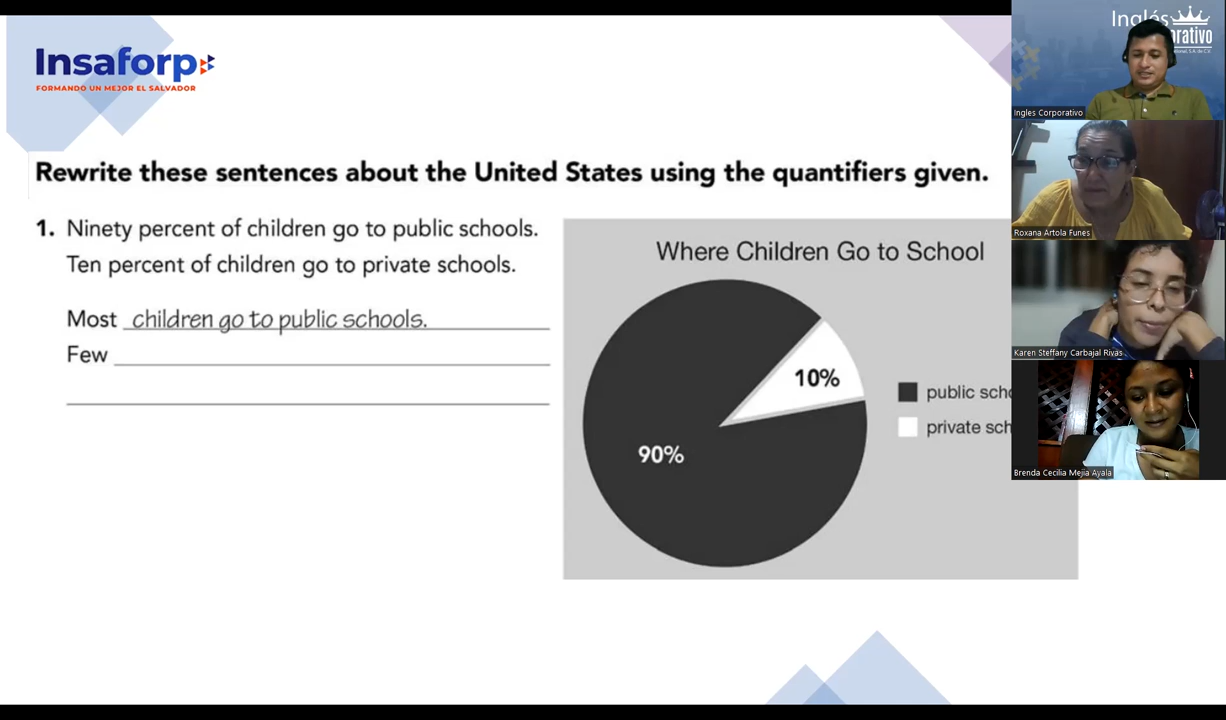 Insaforp
FORMANDO UN MEJOR EL SALVADOR
Rewrite these sentences about the United States using the quantifiers given.
1. Ninety percent of children go to public schools.
Ten percent of children go to private schools.
Most children go to public schools.
Few
Where Children Go to School
10%
90%
public
private
Inglés
Ingles Corporativo
Roxana Artola Funes
Karen Steffany Carbajal Rivas
Brenda Cecilia Mejia Ayala